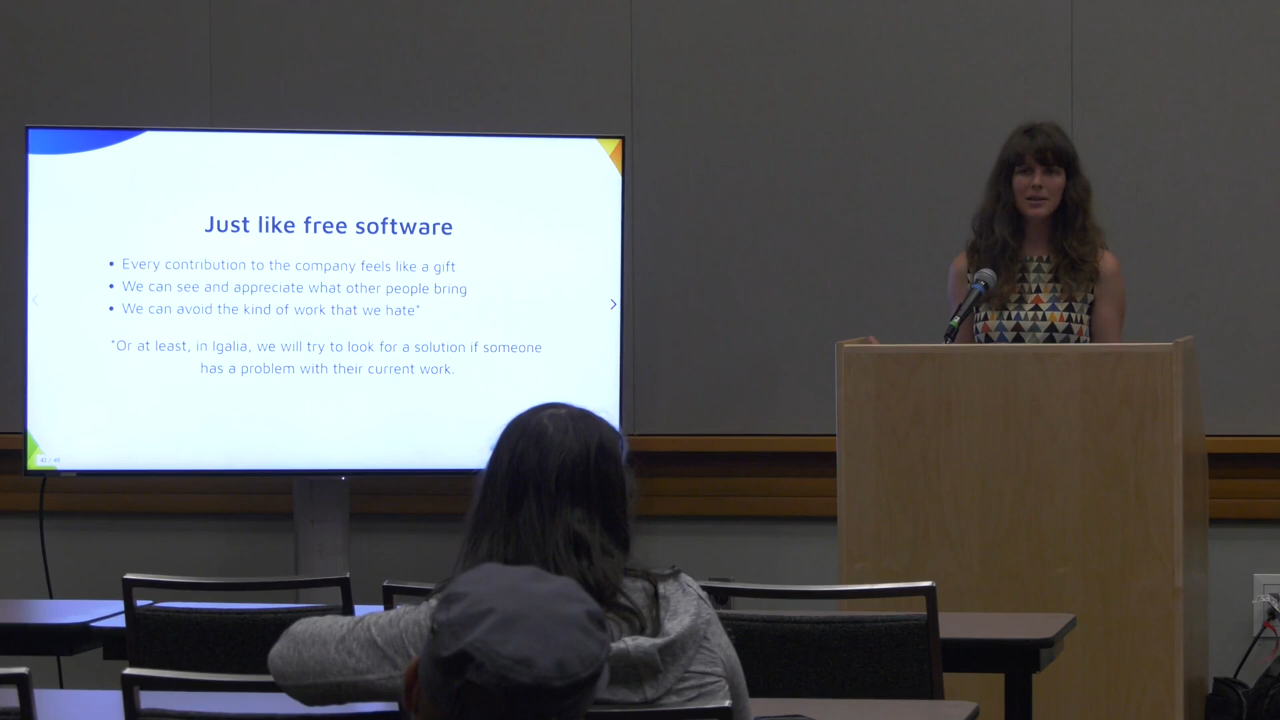 Just like free software
• Every contribution to the company feels like a gift
• We can see and appreciate what other people bring
• We can avoid the kind of work that we hate*
*Or at least, in Igalia, we will try to look for a solution if someone
has a problem with their current work.